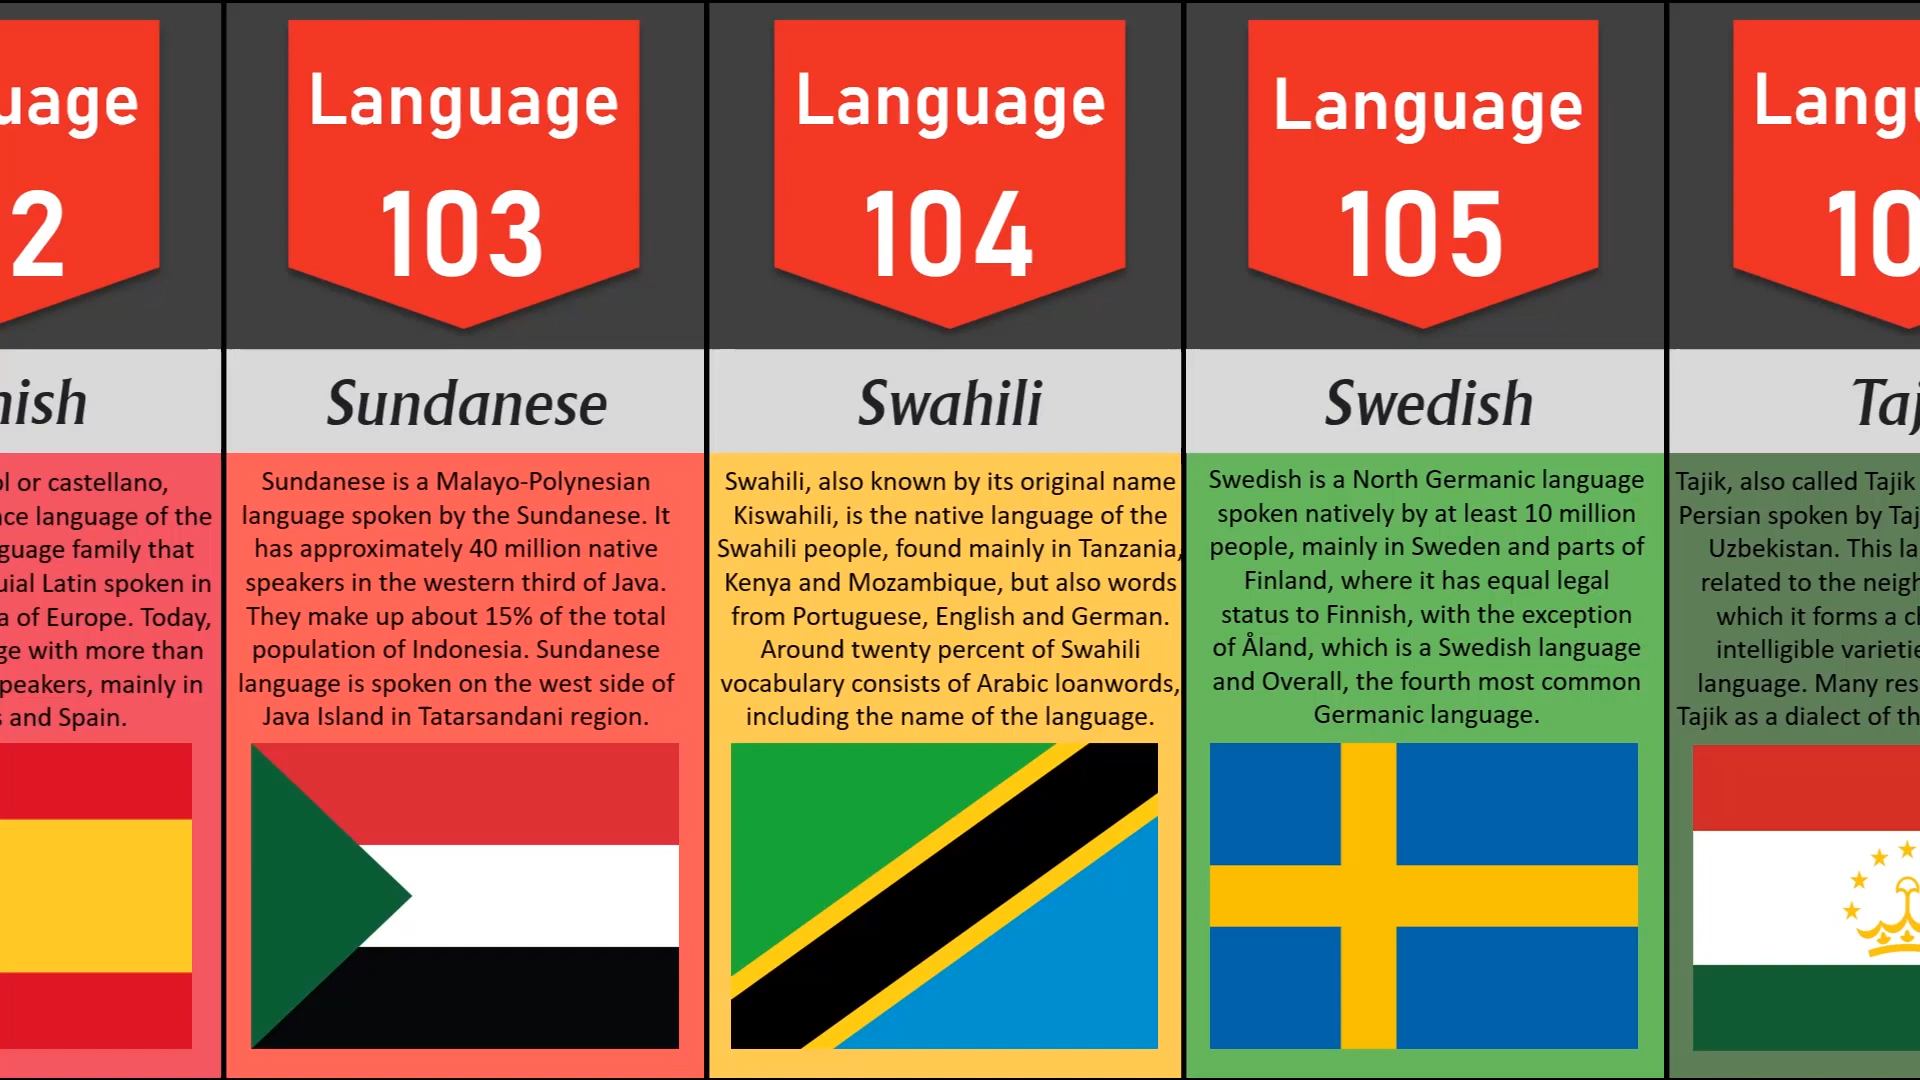 uage
2
nish
ol or castellano,
nce language of the
guage family that
uial Latin spoken in
a of Europe. Today,
ge with more than
peakers, mainly in
s and Spain.
Language
103
Sundanese
Sundanese is a Malayo-Polynesian
language spoken by the Sundanese. It
has approximately 40 million native
speakers in the western third of Java.
They make up about 15% of the total
population of Indonesia. Sundanese
language is spoken on the west side of
Java Island in Tatarsandani region.
Language
104
Swahili
Swahili, also known by its original name
Kiswahili, is the native language of the
Swahili people, found mainly in Tanzania,
Kenya and Mozambique, but also words
from Portuguese, English and German.
Around twenty percent of Swahili
vocabulary consists of Arabic loanwords,
including the name of the language.
Language
105
Swedish
Swedish is a North Germanic language
spoken natively by at least 10 million
people, mainly in Sweden and parts of
Finland, where it has equal legal
status to Finnish, with the exception
of Åland, which is a Swedish language
and Overall, the fourth most common
Germanic language.
Langu
10
Taj
Tajik, also called Tajik
Persian spoken by Taj
Uzbekistan. This la
related to the neigh
which it forms a cl
intelligible varietie
language. Many res
Tajik as a dialect of th